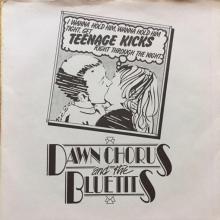 I WANNA HOLD HIM, WANNA HOLD HIM
TIGHT, GET
TEENAGE KICKS
RIGHT THROUGH THE NIGHT.
DAWN CHORUS
and the
BLUETITS